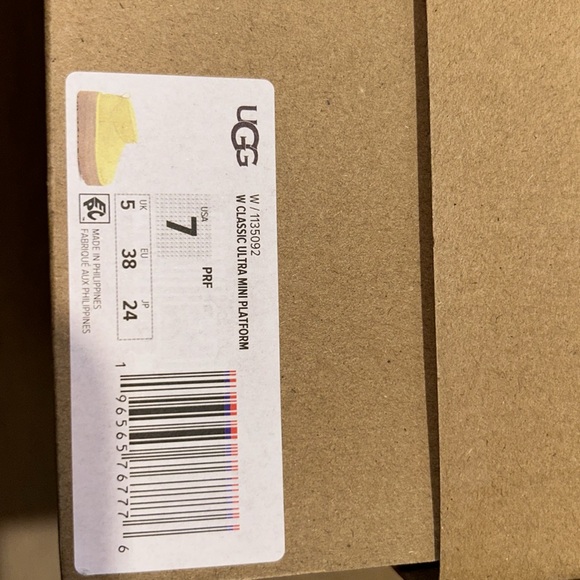 UGG
W / 1135092
W CLASSIC ULTRA MINI PLATFORM
PRF
USA
7
UK EU JP
5 38 24
MADE IN PHILIPPINES
FABRIQUÉ AUX PHILIPPINES
1 96565 76777 6